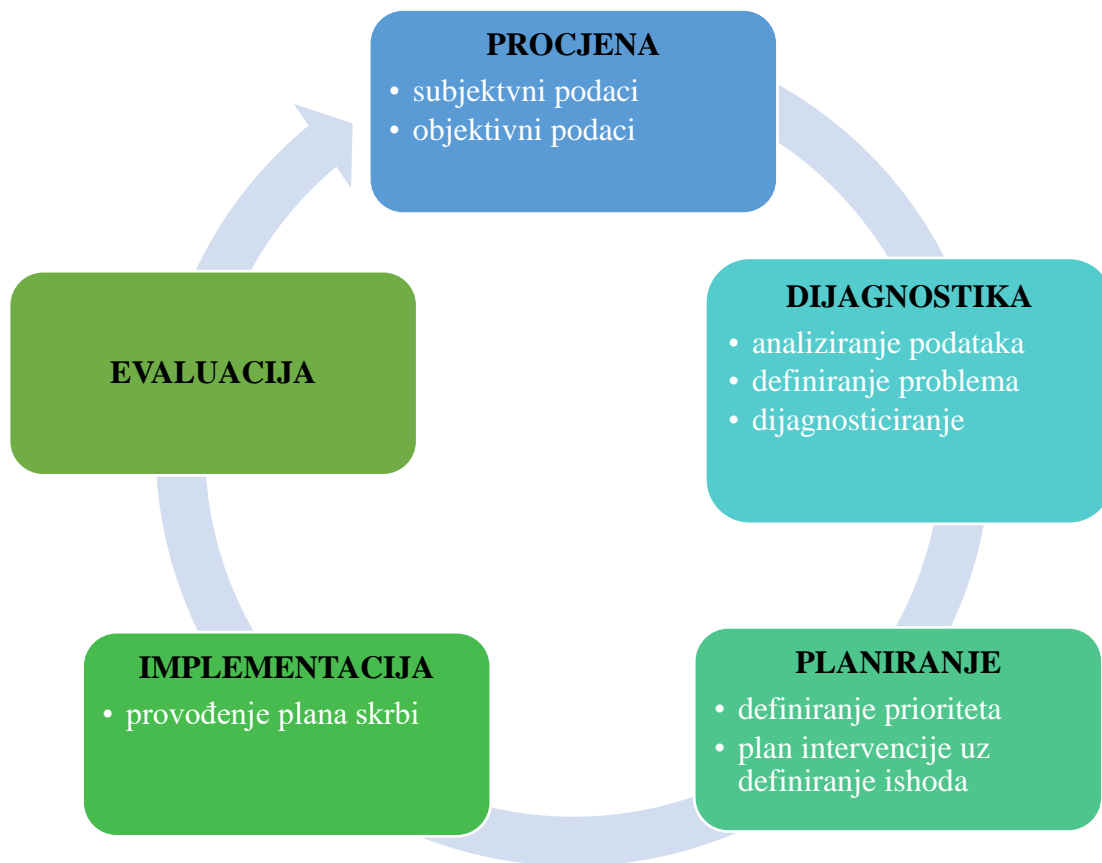 PROCJENA
• subjektvni podaci
• objektivni podaci
DIJAGNOSTIKA
• analiziranje podataka
• definiranje problema
• dijagnosticiranje
PLANIRANJE
• definiranje prioriteta
• plan intervencije uz
definiranje ishoda
IMPLEMENTACIJA
• provođenje plana skrbi
EVALUACIJA